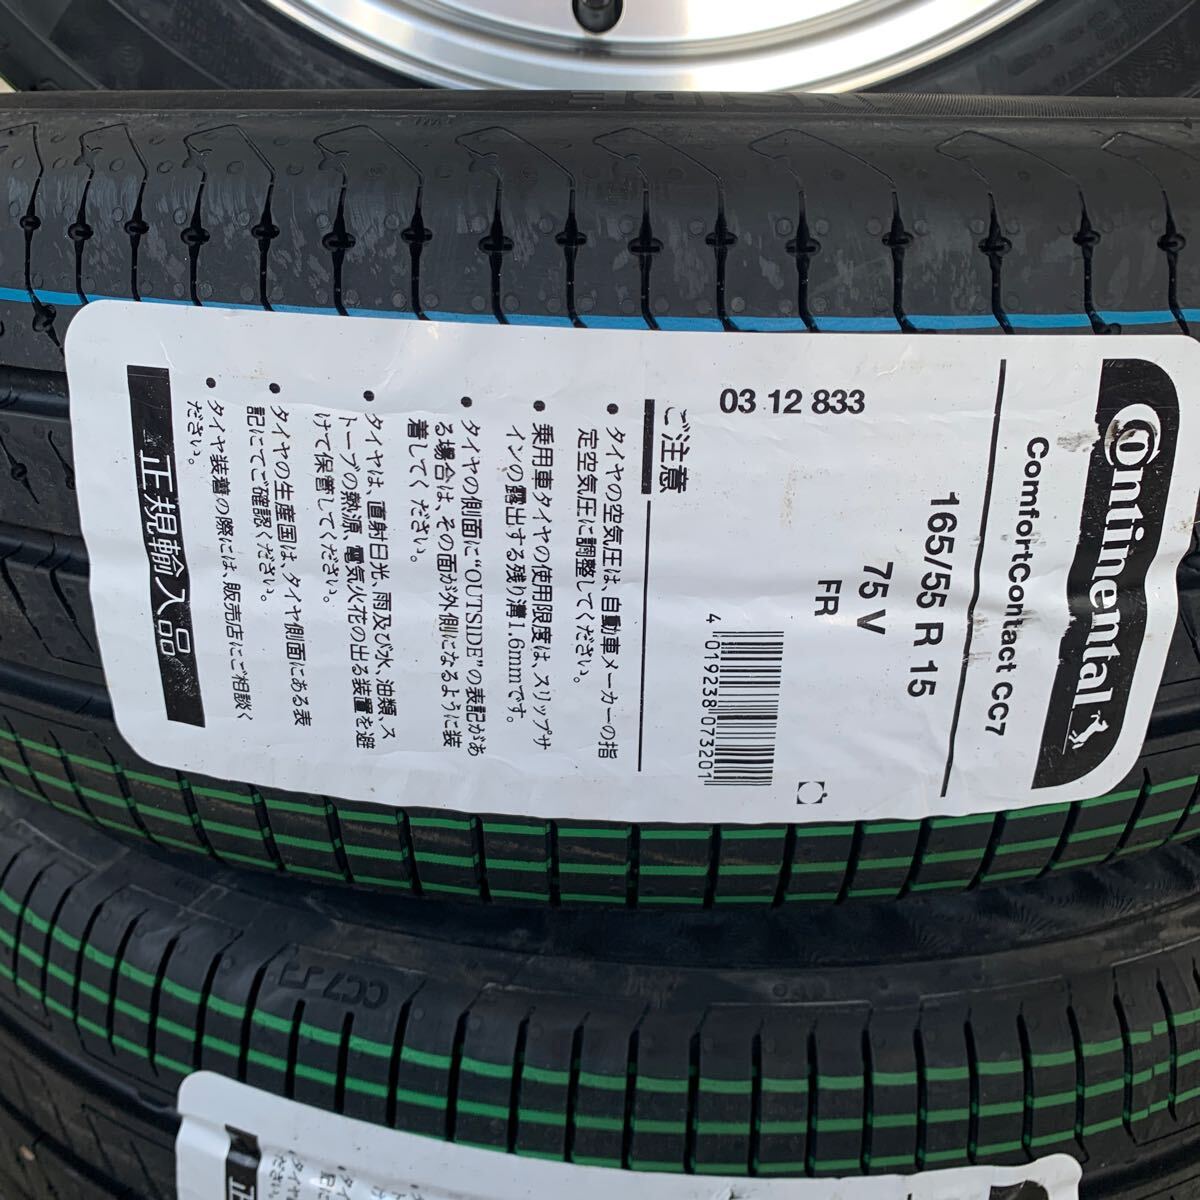 Continental
ComfortContact CC7
165/55 R 15
75 V
FR
4 019238 073201
03 12 833
ご注意
• タイヤの空気圧は、自動車メーカーの指
定空気圧に調整してください。
• 乗用車タイヤの使用限度は、スリップサ
インの露出する残り溝1.6mmです。
• タイヤの側面に“OUTSIDE”の表記があ
る場合は、その面が外側になるように装
着してください。
• タイヤは、直射日光、雨及び水、油類、ス
トーブの熱源、電気火花の出る装置を避
けて保管してください。
• タイヤの生産国は、タイヤ側面にある表
記にてご確認ください。
• タイヤ装着の際には、販売店にご相談く
ださい。
正規輸入品
CC7